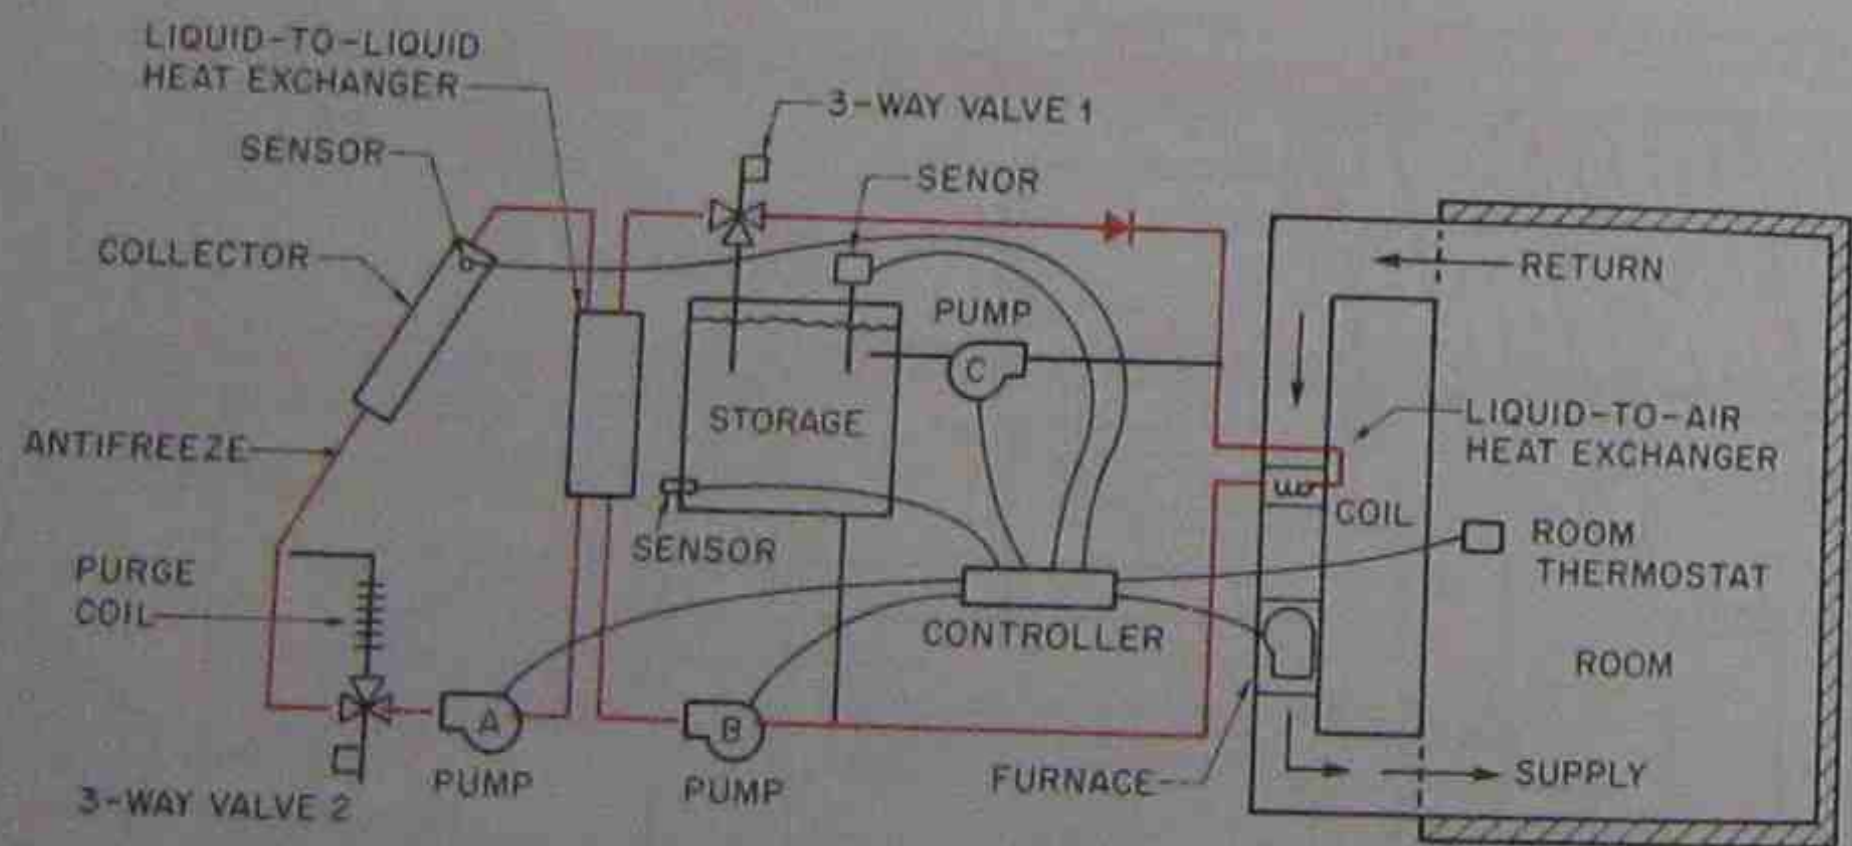 LIQUID-TO-LIQUID
HEAT EXCHANGER
3-WAY VALVE 1
SENSOR
SENOR
COLLECTOR
RETURN
PUMP
C
STORAGE
LIQUID-TO-AIR
HEAT EXCHANGER
ANTIFREEZE
COIL
SENSOR
ROOM
THERMOSTAT
PURGE
COIL
CONTROLLER
ROOM
A
B
PUMP
PUMP
FURNACE
SUPPLY
3-WAY VALVE 2